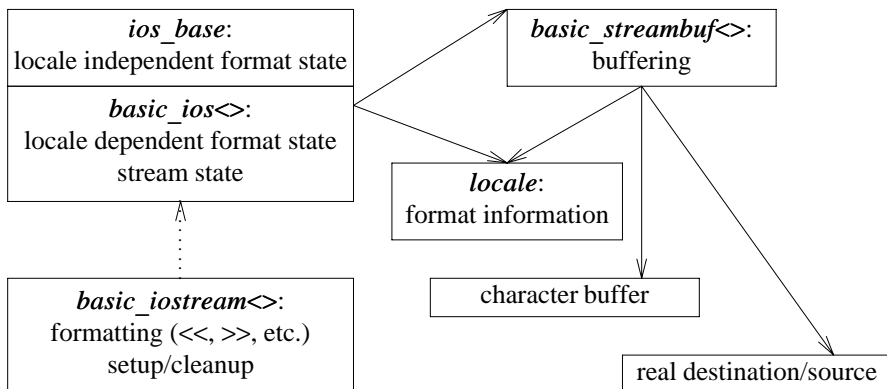 ios_base:
locale independent format state
basic_ios<>:
locale dependent format state
stream state
basic_streambuf<>:
buffering
locale:
format information
character buffer
basic_iostream<>:
formatting (<<, >>, etc.)
setup/cleanup
real destination/source